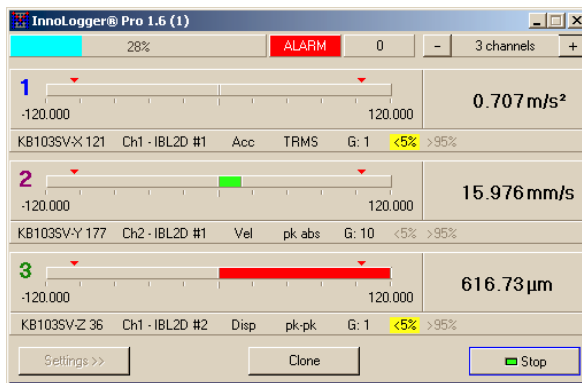 InnoLogger® Pro 1.6 (1)
28% ALARM 0 - 3 channels +
1
-120.000 120.000 0.707 m/s²
KB103SV-X 121 Ch1 - IBL2D #1 Acc TRMS G: 1 <5% >95%
2
-120.000 120.000 15.976 mm/s
KB103SV-Y 177 Ch2 - IBL2D #1 Vel pk abs G: 10 <5% >95%
3
-120.000 120.000 616.73 µm
KB103SV-Z 36 Ch1 - IBL2D #2 Disp pk-pk G: 1 <5% >95%
Settings >> Clone Stop